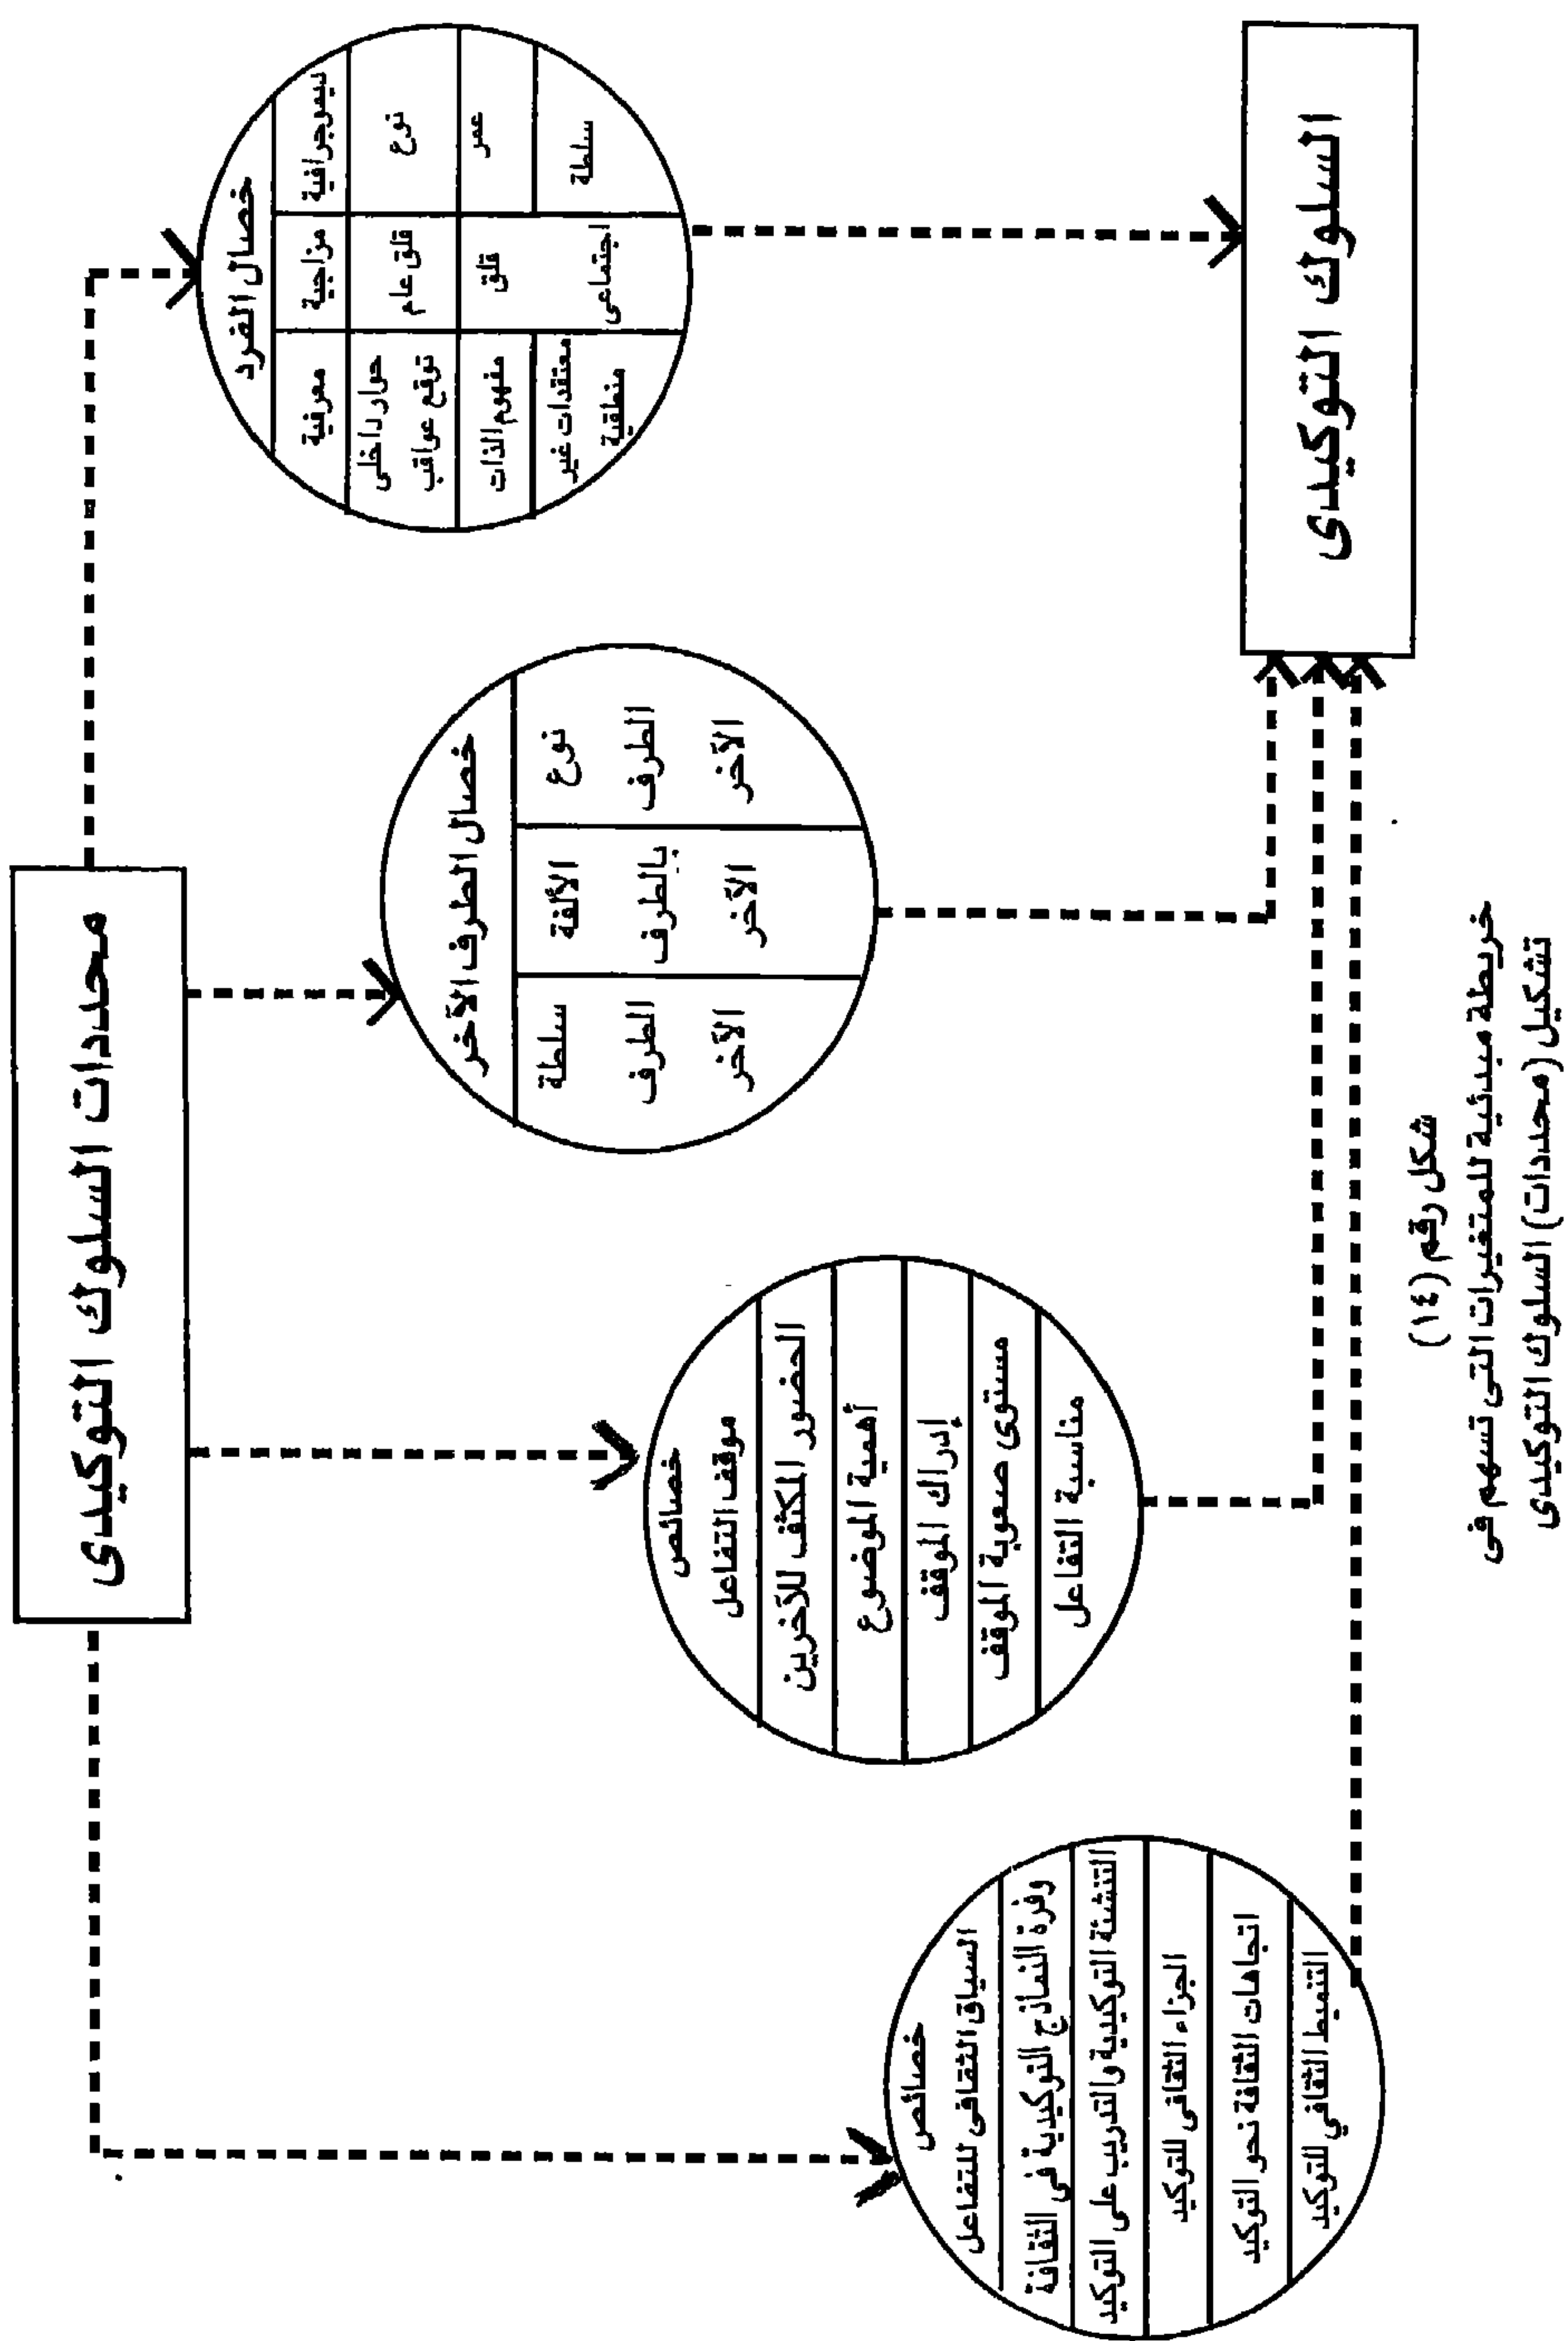 محددات السلوك التوكيدى
خصال الفرد
ديموجرافية
مزاجية
معرفية
نوع
قلق عام
حوار داخلى
توقع عواقب
عمر
قلق
اجتماعى
مفهوم الذات
سلطة
معتقدات غير
منطقية
خصال الطرف الآخر
نوع
الطرف
الآخر
الألفة
بالطرف
الآخر
سلطة
الطرف
الآخر
خصائص
موقف التفاعل
الحضور المكثف للآخرين
أهمية الموضوع
إدراك الموقف
مستوى صعوبة الموقف
مناسبة التفاعل
خصائص
السياق الثقافى للتفاعل
وفرة النماذج التوكيدية فى الثقافة
التنشئة التوكيدية والتدريب على التوكيد
الجزاء الثقافى للتوكيد
اتجاهات الثقافة نحو التوكيد
التنميط الثقافي للتوكيد
السلوك التوكيدى
شكل رقم (١٤)
خريطة مبدئية للمتغيرات التى تسهم فى
تشكيل (محددات) السلوك التوكيدى